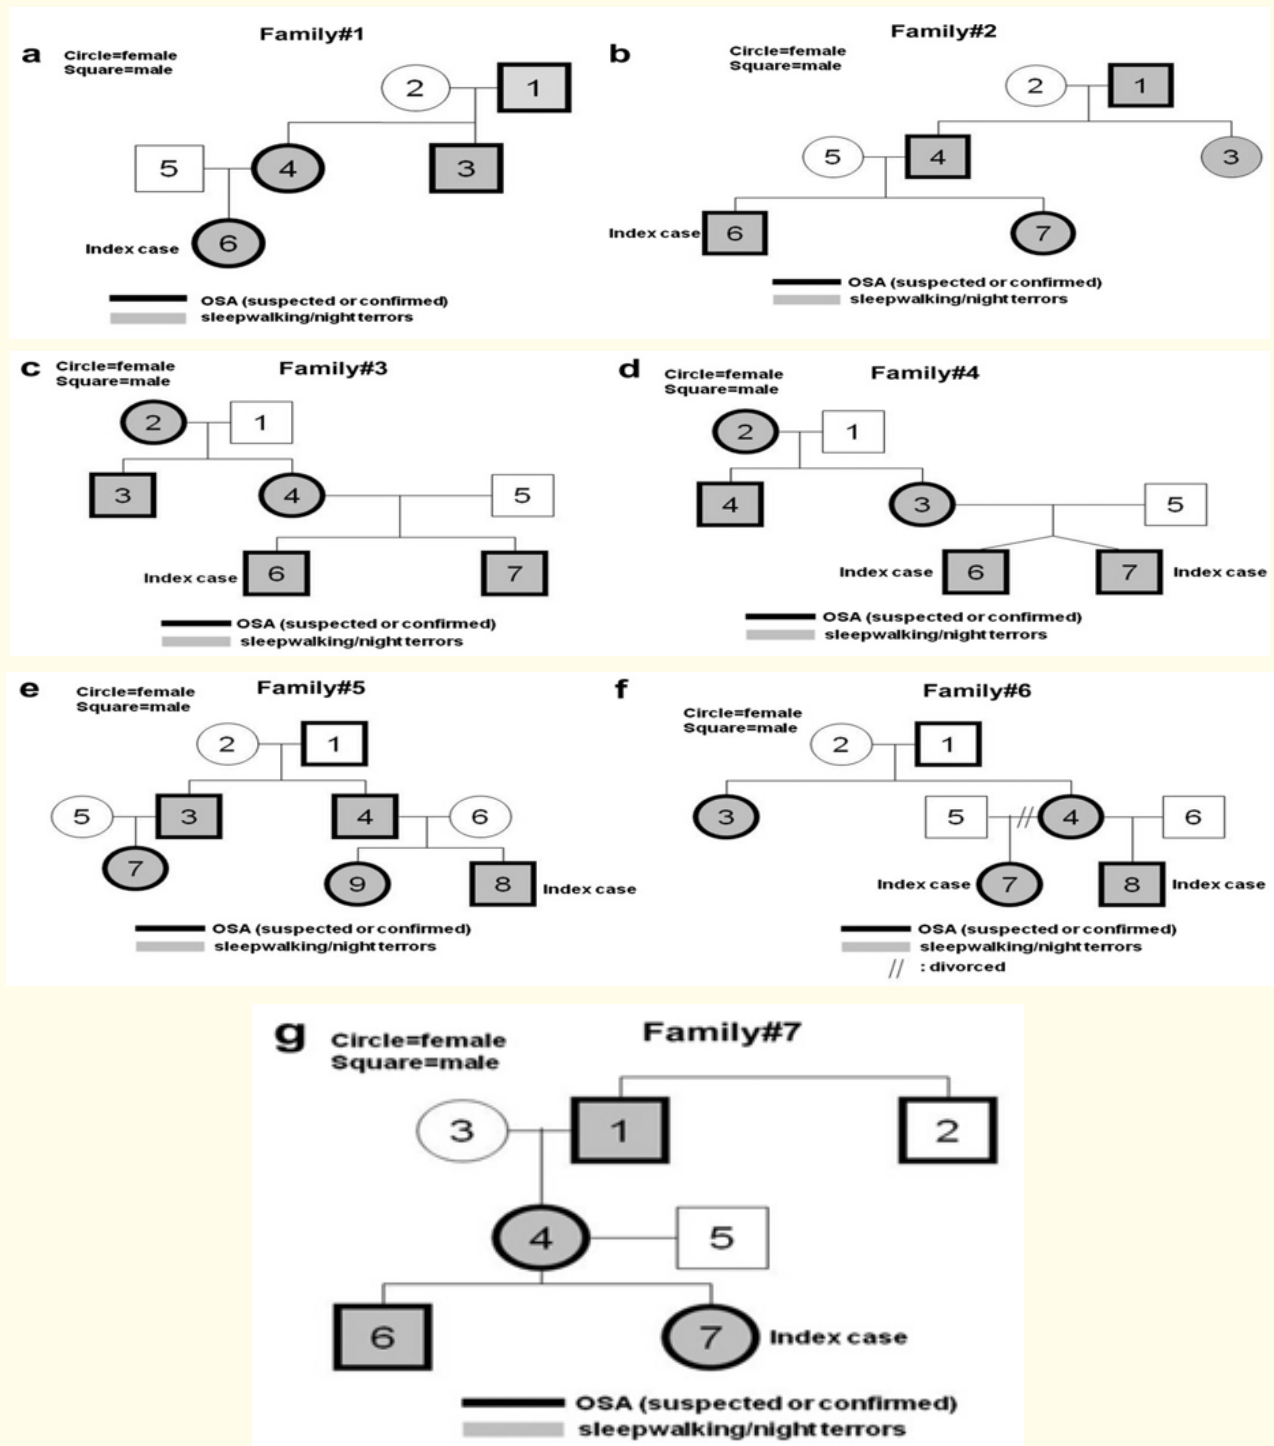 a
Family#1
Circle=female
Square=male
2
1
5
4
3
Index case
6
OSA (suspected or confirmed)
sleepwalking/night terrors
b
Family#2
Circle=female
Square=male
2
1
5
4
3
Index case
6
7
OSA (suspected or confirmed)
sleepwalking/night terrors
c
Circle=female
Square=male
Family#3
2
1
3
4
5
Index case
6
7
OSA (suspected or confirmed)
sleepwalking/night terrors
d
Circle=female
Square=male
Family#4
2
1
4
3
5
Index case
6
7
Index case
OSA (suspected or confirmed)
sleepwalking/night terrors
e
Circle=female
Square=male
Family#5
2
1
5
3
4
6
7
9
8
Index case
OSA (suspected or confirmed)
sleepwalking/night terrors
f
Family#6
Circle=female
Square=male
2
1
3
5
//
4
6
Index case
7
8
Index case
OSA (suspected or confirmed)
sleepwalking/night terrors
// : divorced
g
Circle=female
Square=male
Family#7
3
1
2
4
5
6
7
Index case
OSA (suspected or confirmed)
sleepwalking/night terrors